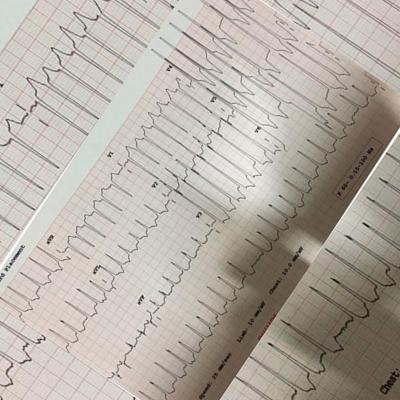 V4
V5
V6
V1
V2
V3
aVR
aVL
aVF
F 60~ 0.15-100 Hz
Speed: 25 mm/sec
Limb: 10 mm/mV
Chest: 10.0 mm/mV
Placement
Chest: